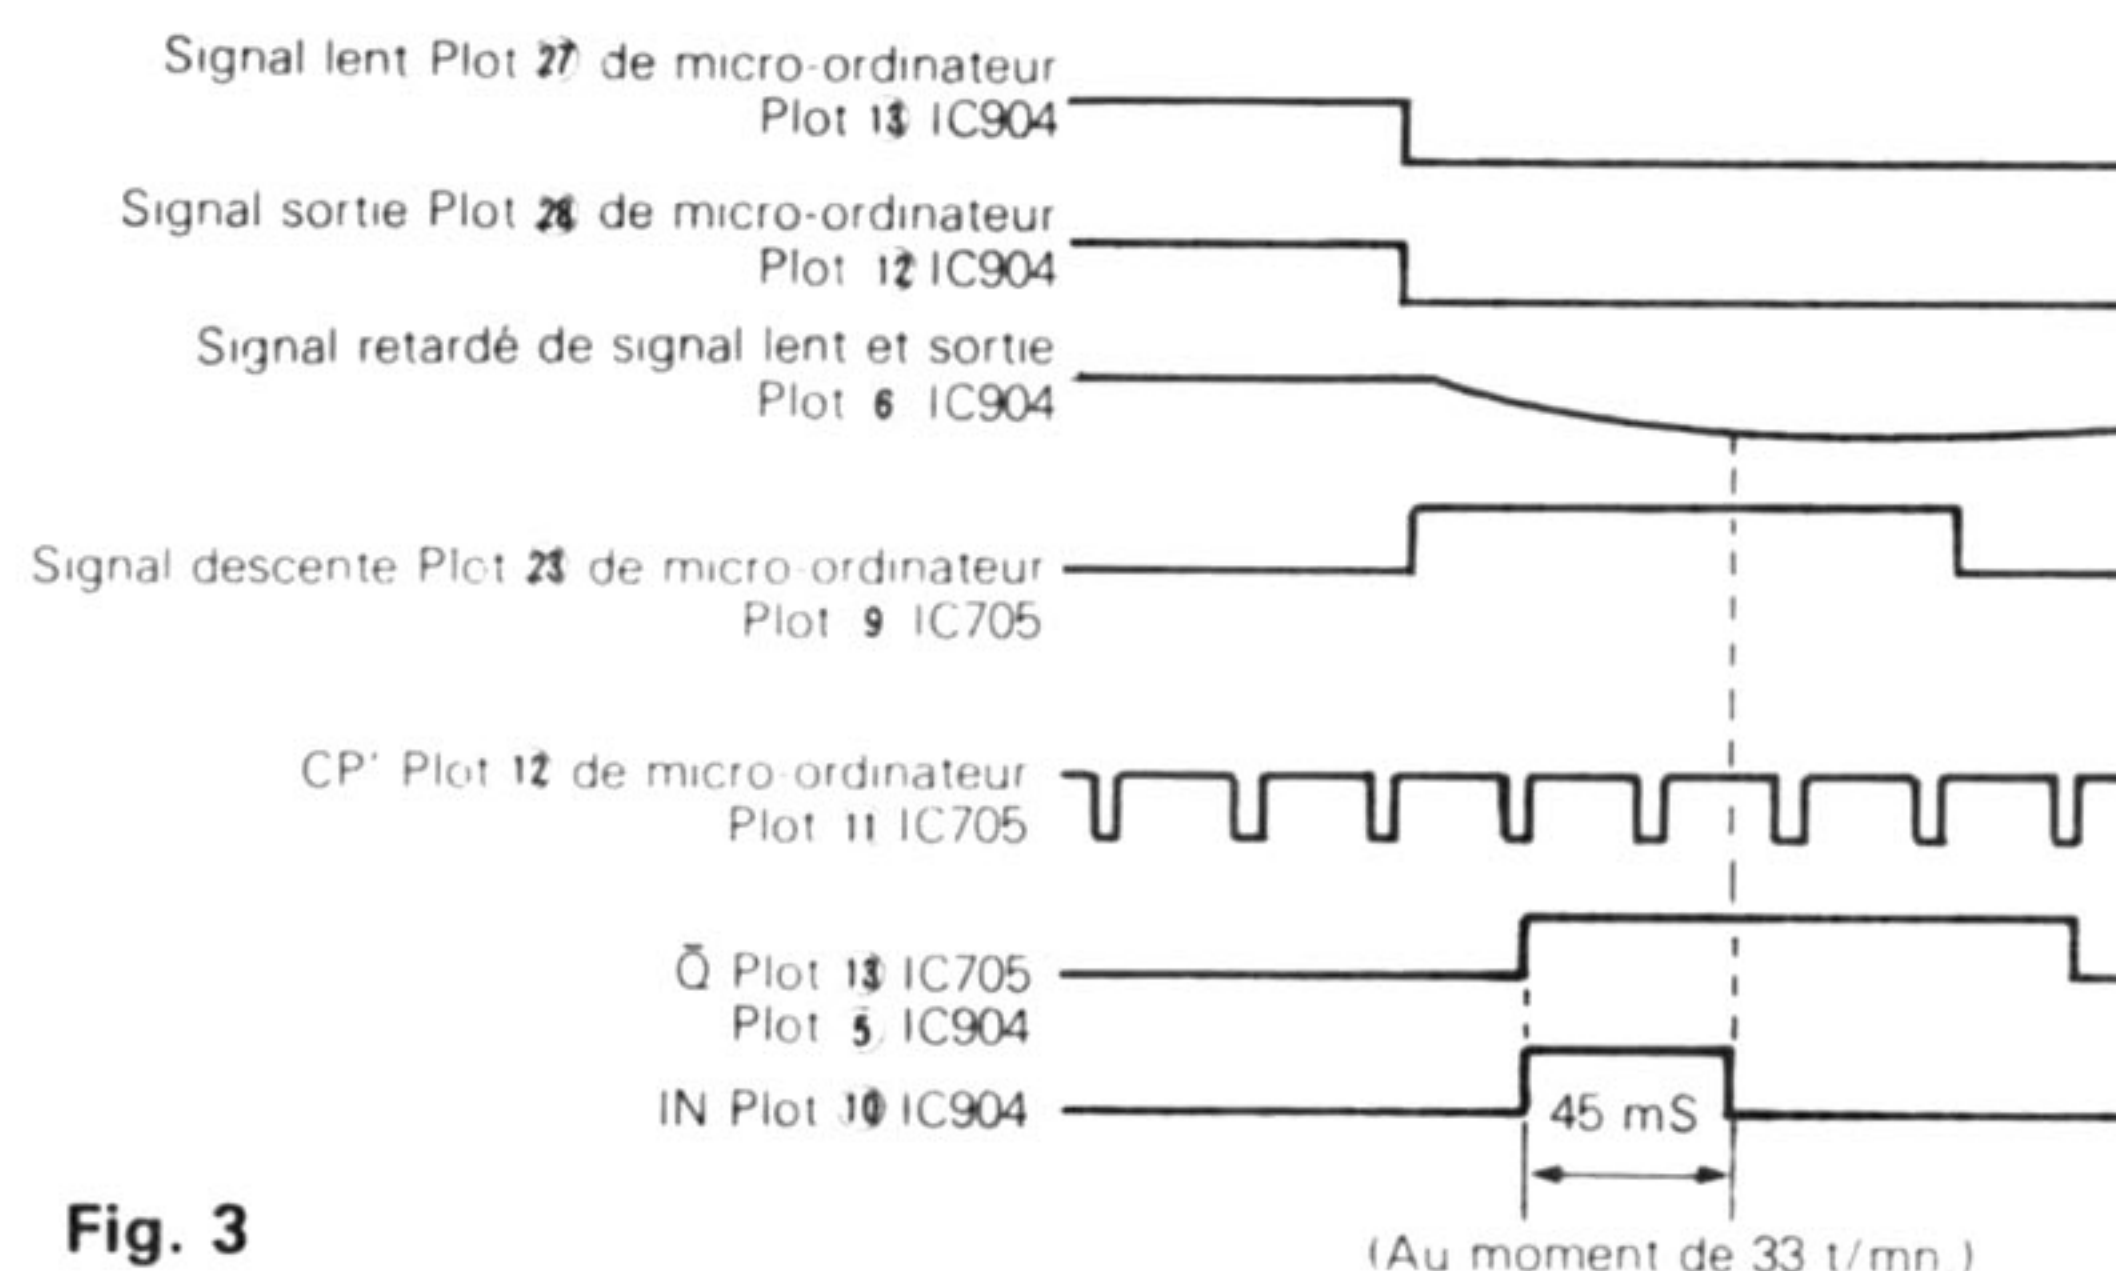 Signal lent Plot 27 de micro-ordinateur
Plot 13 IC904
Signal sortie Plot 28 de micro-ordinateur
Plot 12 IC904
Signal retardé de signal lent et sortie
Plot 6 IC904
Signal descente Plot 23 de micro-ordinateur
Plot 9 IC705
CP' Plot 12 de micro-ordinateur
Plot 11 IC705
Q̄ Plot 13 IC705
Plot 5 IC904
IN Plot 10 IC904
45 mS
Fig. 3
(Au moment de 33 t/mn.)